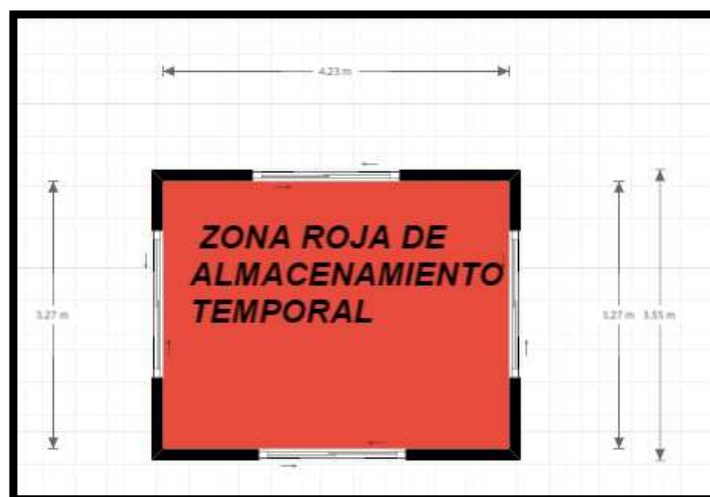 4.23 m
ZONA ROJA DE
ALMACENAMIENTO
TEMPORAL
3.27 m
3.27 m
3.55 m